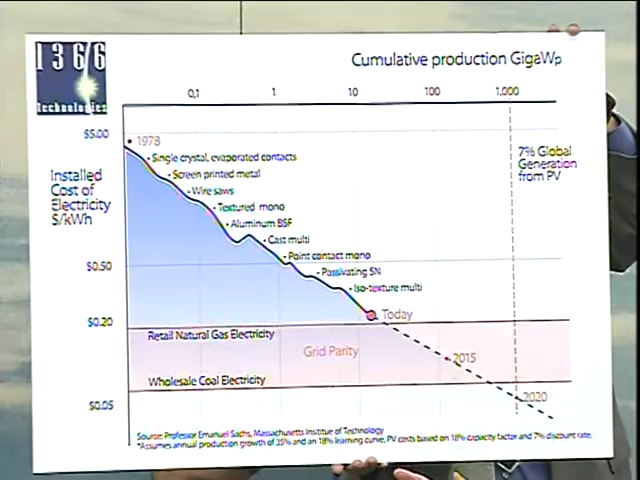 1366
Technologies
Cumulative production GigaWp
0,1 1 10 100 1,000
$5.00
1978
Single crystal, evaporated contacts
Screen printed metal
Wire saws
Textured mono
Aluminum BSF
Cast multi
Point contact mono
Passivating SN
Iso-texture multi
7% Global
Generation
from PV
Installed
Cost of
Electricity
$/kWh
$0.50
Today
$0.20
Retail Natural Gas Electricity
Grid Parity
2015
Wholesale Coal Electricity
2020
$0.05
Source: Professor Emanuel Sachs, Massachusetts Institute of Technology
*Assumes annual production growth of 35% and an 18% learning curve, PV costs based on 18% capacity factor and 7% discount rate.